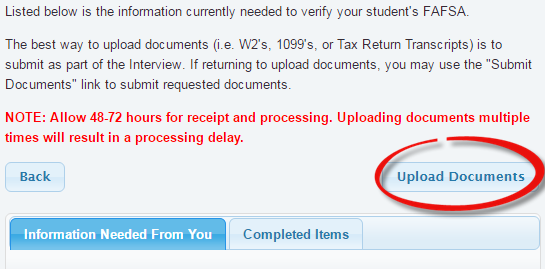 Listed below is the information currently needed to verify your student's FAFSA.
The best way to upload documents (i.e. W2's, 1099's, or Tax Return Transcripts) is to
submit as part of the Interview. If returning to upload documents, you may use the "Submit
Documents" link to submit requested documents.
NOTE: Allow 48-72 hours for receipt and processing. Uploading documents multiple
times will result in a processing delay.
Back
Upload Documents
Information Needed From You
Completed Items